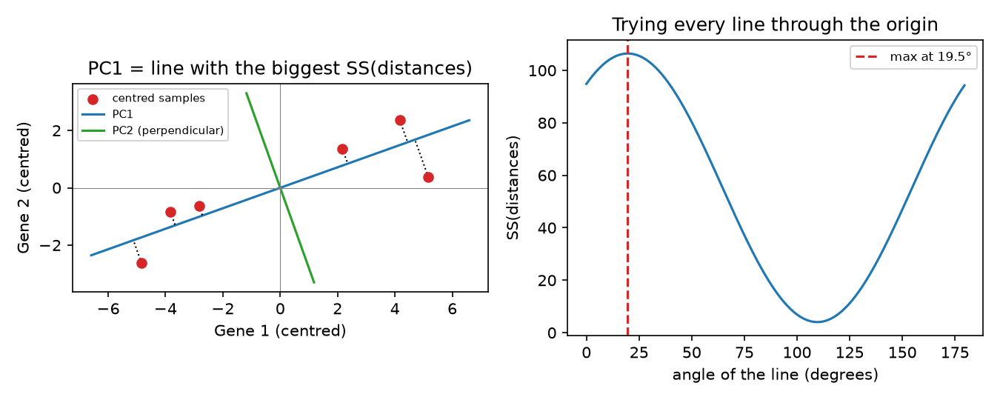 PC1 = line with the biggest SS(distances)
centred samples
PC1
PC2 (perpendicular)
2
0
−2
Gene 2 (centred)
−6 −4 −2 0 2 4 6
Gene 1 (centred)
Trying every line through the origin
max at 19.5°
100
80
60
40
20
0
SS(distances)
0 25 50 75 100 125 150 175
angle of the line (degrees)